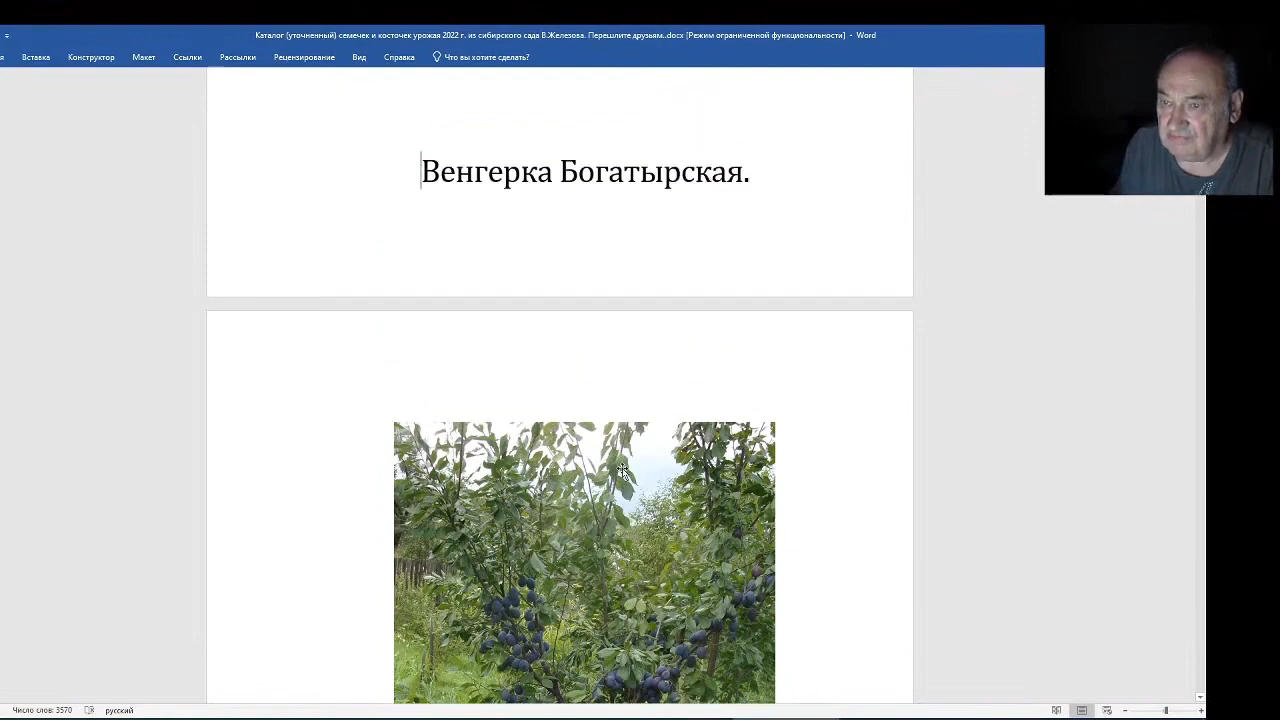 Каталог (уточненный) семечек и косточек урожая 2022 г. из сибирского сада В.Железова. Перешлите друзьям..docx [Режим ограниченной функциональности] - Word
я Вставка Конструктор Макет Ссылки Рассылки Рецензирование Вид Справка Что вы хотите сделать?
Венгерка Богатырская.
Число слов: 3570 русский